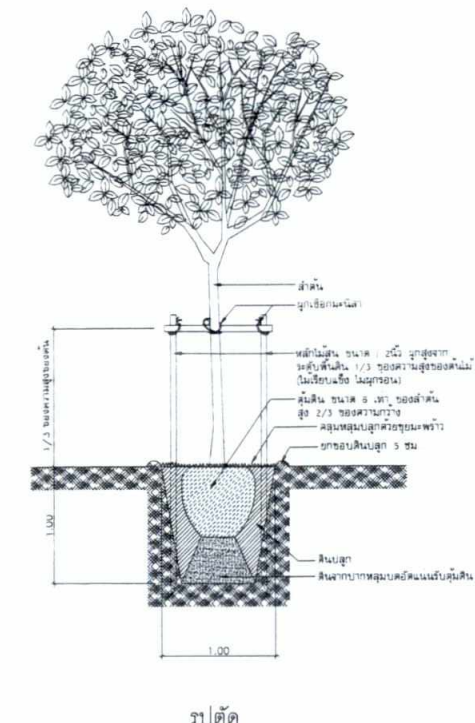 ลำต้น
ผูกเชือกมะนิลา
หลักไม้สน ขนาด 2นิ้ว ผูกสูงจาก
ระดับพื้นดิน 1/3 ของความสูงของต้นไม้
(ไม้เรียบแข็ง ไม่ผุกรอน)
ตุ้มดิน ขนาด 6 เท่า ของลำต้น
สูง 2/3 ของความกว้าง
คลุมหลุมปลูกด้วยขุยมะพร้าว
ยกขอบดินปลูก 5 ซม
ดินปลูก
ดินจากปากหลุมบดอัดแน่นรับตุ้มดิน
1/3 ของความสูงของต้น
1.00
1.00
รูปตัด